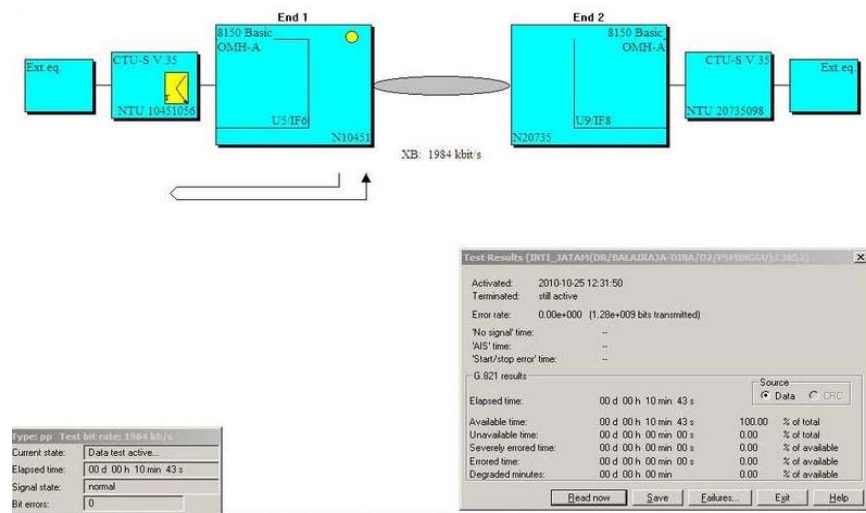 End 1
End 2
Ext.eq.
CTU-S V.35
NTU 10451056
8150 Basic
OMH-A
U5/IF6
N10451
8150 Basic
OMH-A
U9/IF8
N20735
CTU-S V.35
NTU 20735098
Ext.eq.
XB: 1984 kbit/s
Activated: 2010-10-25 12:31:50
Terminated: still active
Error rate: 0.00e+000 (1.28e+009 bits transmitted)
'No signal' time: --
'AIS' time: --
'Start/stop error' time: --
G.821 results
Source
Data CRC
Elapsed time: 00 d 00 h 10 min 43 s
Available time: 00 d 00 h 10 min 43 s 100.00 % of total
Unavailable time: 00 d 00 h 00 min 00 s 0.00 % of total
Severely errored time: 00 d 00 h 00 min 00 s 0.00 % of available
Errored time: 00 d 00 h 00 min 00 s 0.00 % of available
Degraded minutes: 00 d 00 h 00 min 0.00 % of available
Read now Save Failures... Exit Help
Type: pp Test bit rate: 1984 kb/s
Current state: Data test active...
Elapsed time: 00 d 00 h 10 min 43 s
Signal state: normal
Bit errors: 0